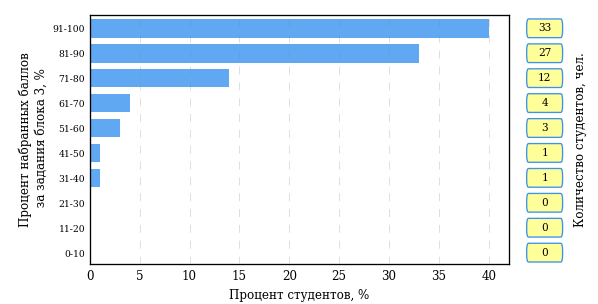 Процент набранных баллов
за задания блока 3, %
91-100 33
81-90 27
71-80 12
61-70 4
51-60 3
41-50 1
31-40 1
21-30 0
11-20 0
0-10 0
0 5 10 15 20 25 30 35 40
Процент студентов, %
Количество студентов, чел.